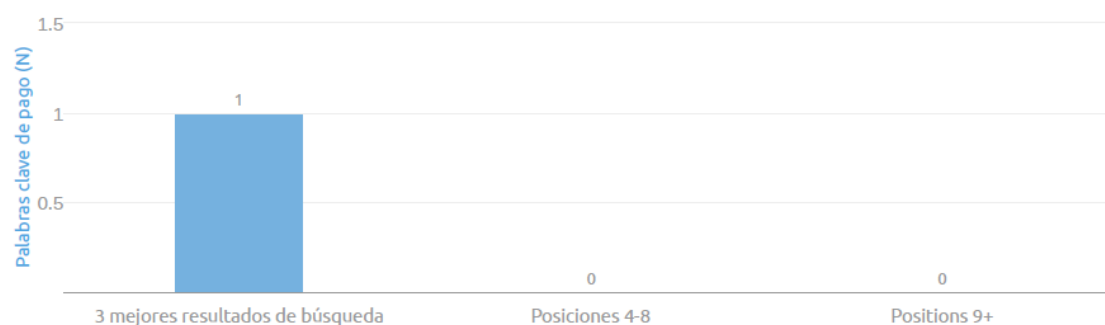 Palabras clave de pago (N)
1.5
1
0.5
1
0
0
3 mejores resultados de búsqueda
Posiciones 4-8
Positions 9+